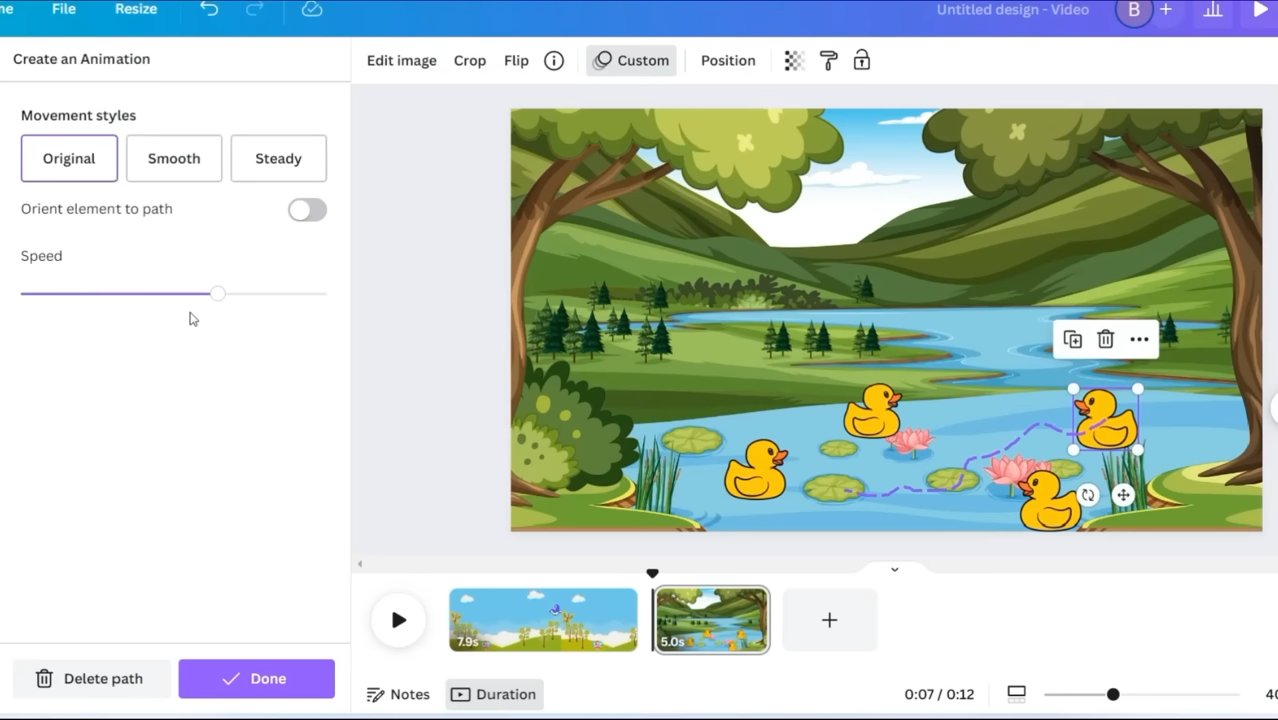 File Resize Untitled design - Video B
Create an Animation
Edit image Crop Flip Custom Position
Movement styles
Original Smooth Steady
Orient element to path
Speed
7.9s
5.0s
Delete path Done
Notes Duration 0:07 / 0:12